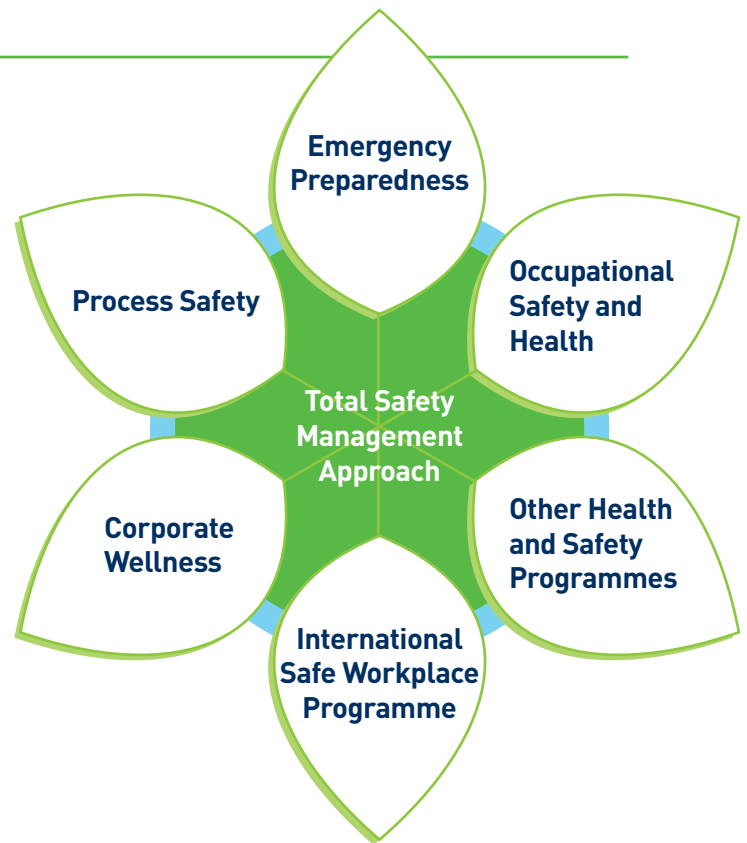 Emergency
Preparedness
Process Safety
Occupational
Safety and
Health
Total Safety
Management
Approach
Corporate
Wellness
Other Health
and Safety
Programmes
International
Safe Workplace
Programme